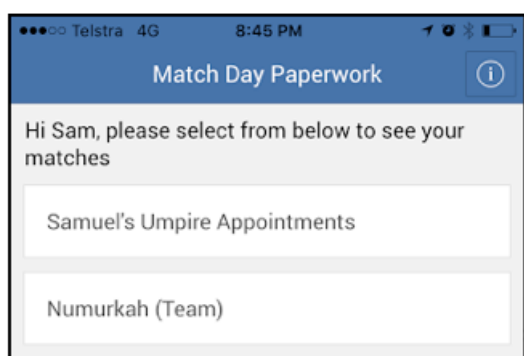 Telstra 4G 8:45 PM
Match Day Paperwork
Hi Sam, please select from below to see your
matches
Samuel's Umpire Appointments
Numurkah (Team)